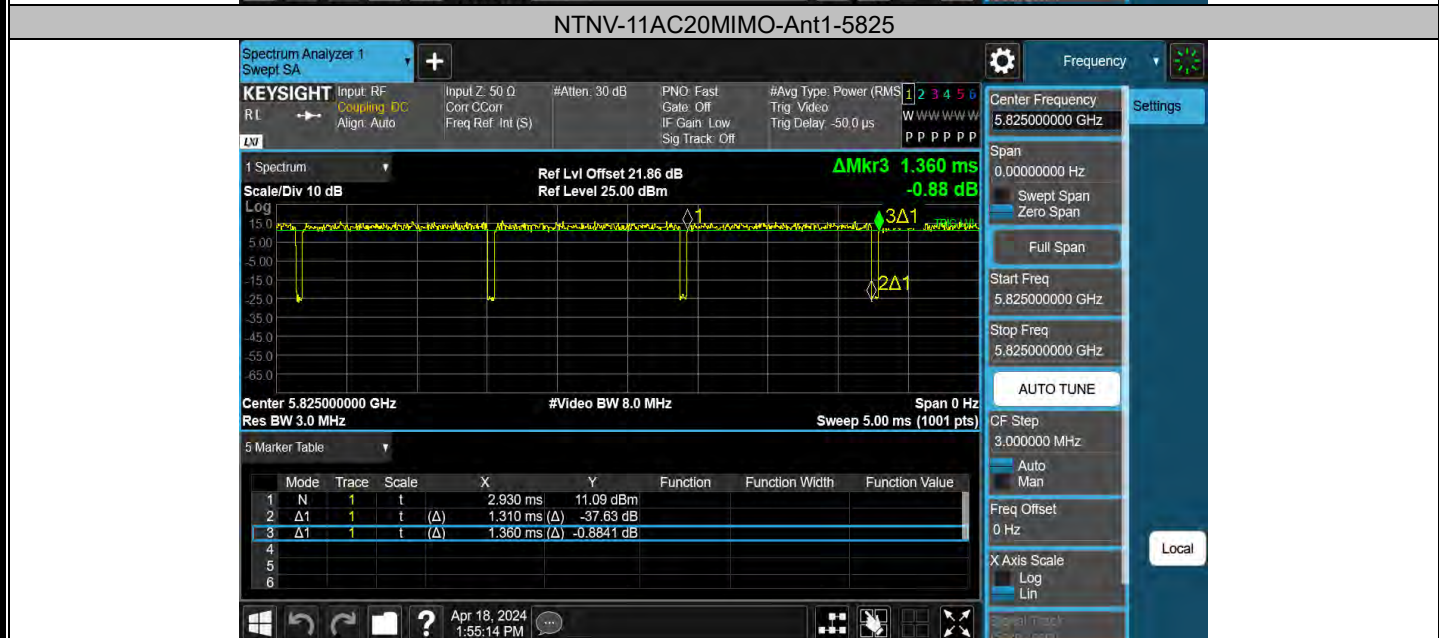 NTNV-11AC20MIMO-Ant1-5825
Spectrum Analyzer 1
Swept SA
+
Frequency
KEYSIGHT
RL
LXI
Input: RF
Coupling: DC
Align: Auto
Input Z: 50 Ω
Corr CCorr
Freq Ref: Int (S)
#Atten: 30 dB
PNO: Fast
Gate: Off
IF Gain: Low
Sig Track: Off
#Avg Type: Power (RMS
Trig: Video
Trig Delay: -50.0 µs
1 2 3 4 5 6
W W W W W W
P P P P P P
1 Spectrum
Scale/Div 10 dB
Log
Ref Lvl Offset 21.86 dB
Ref Level 25.00 dBm
ΔMkr3 1.360 ms
-0.88 dB
15.0
5.00
-5.00
-15.0
-25.0
-35.0
-45.0
-55.0
-65.0
1
3Δ1
2Δ1
Center 5.825000000 GHz
Res BW 3.0 MHz
#Video BW 8.0 MHz
Span 0 Hz
Sweep 5.00 ms (1001 pts)
5 Marker Table
Mode Trace Scale X Y Function Function Width Function Value
1 N 1 t 2.930 ms 11.09 dBm
2 Δ1 1 t (Δ) 1.310 ms (Δ) -37.63 dB
3 Δ1 1 t (Δ) 1.360 ms (Δ) -0.8841 dB
4
5
6
?
Apr 18, 2024
1:55:14 PM
Center Frequency
5.825000000 GHz
Span
0.00000000 Hz
Swept Span
Zero Span
Full Span
Start Freq
5.825000000 GHz
Stop Freq
5.825000000 GHz
AUTO TUNE
CF Step
3.000000 MHz
Auto
Man
Freq Offset
0 Hz
X Axis Scale
Log
Lin
Signal Track
Settings
Local